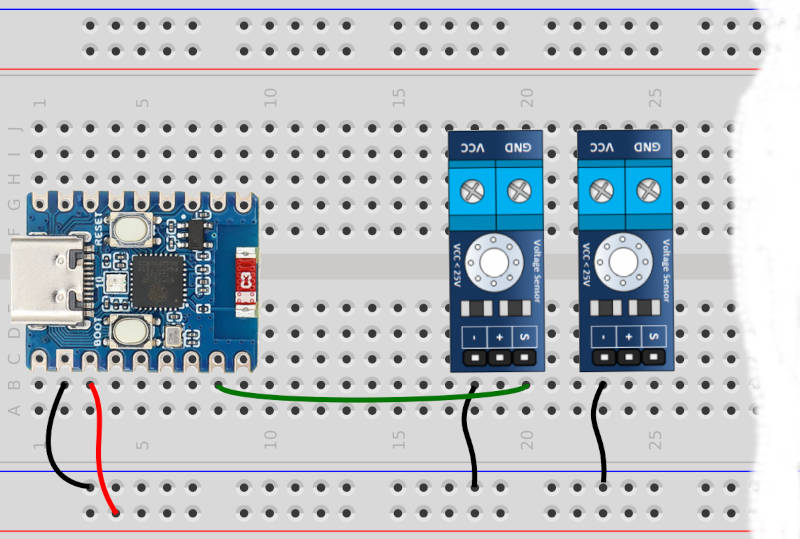 1 5 10 15 20 25
J
I
H
G
F
VCC GND
VCC GND
RESET
C3
BOOT
VCC < 25V
Voltage Sensor
- + S
VCC < 25V
Voltage Sensor
- + S
D
C
B
A
1 5 10 15 20 25